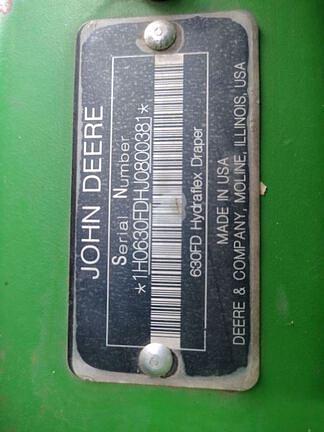 JOHN DEERE
Serial Number
*1H0630FDHJ0800381*
630FD Hydraflex Draper
MADE IN USA
DEERE & COMPANY, MOLINE, ILLINOIS, USA